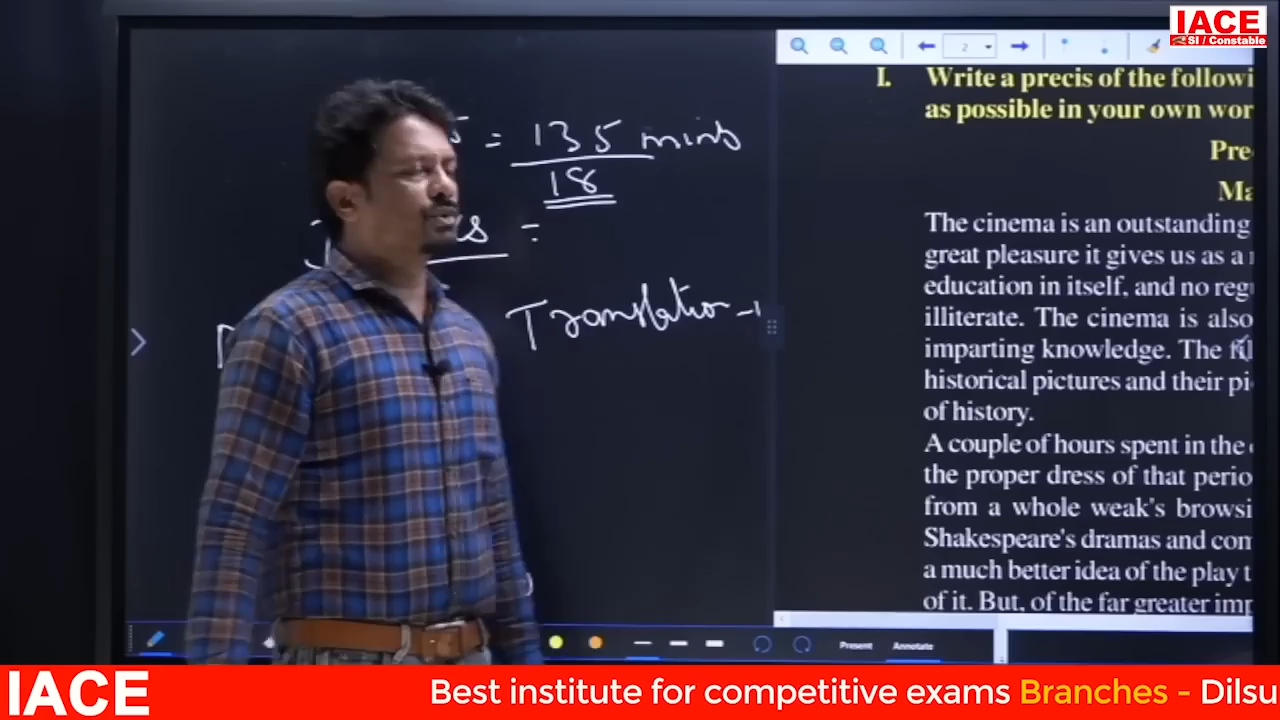 IACE
SI / Constable
2
I. Write a precis of the followi
as possible in your own wor
Pre
Ma
The cinema is an outstanding
great pleasure it gives us as a
education in itself, and no reg
illiterate. The cinema is also
imparting knowledge. The fil
historical pictures and their pi
of history.
A couple of hours spent in the
the proper dress of that perio
from a whole weak's browsi
Shakespeare's dramas and com
a much better idea of the play t
of it. But, of the far greater imp
5 = 135 mins
18
=
Translation -
Present Annotate
IACE Best institute for competitive exams Branches - Dilsu